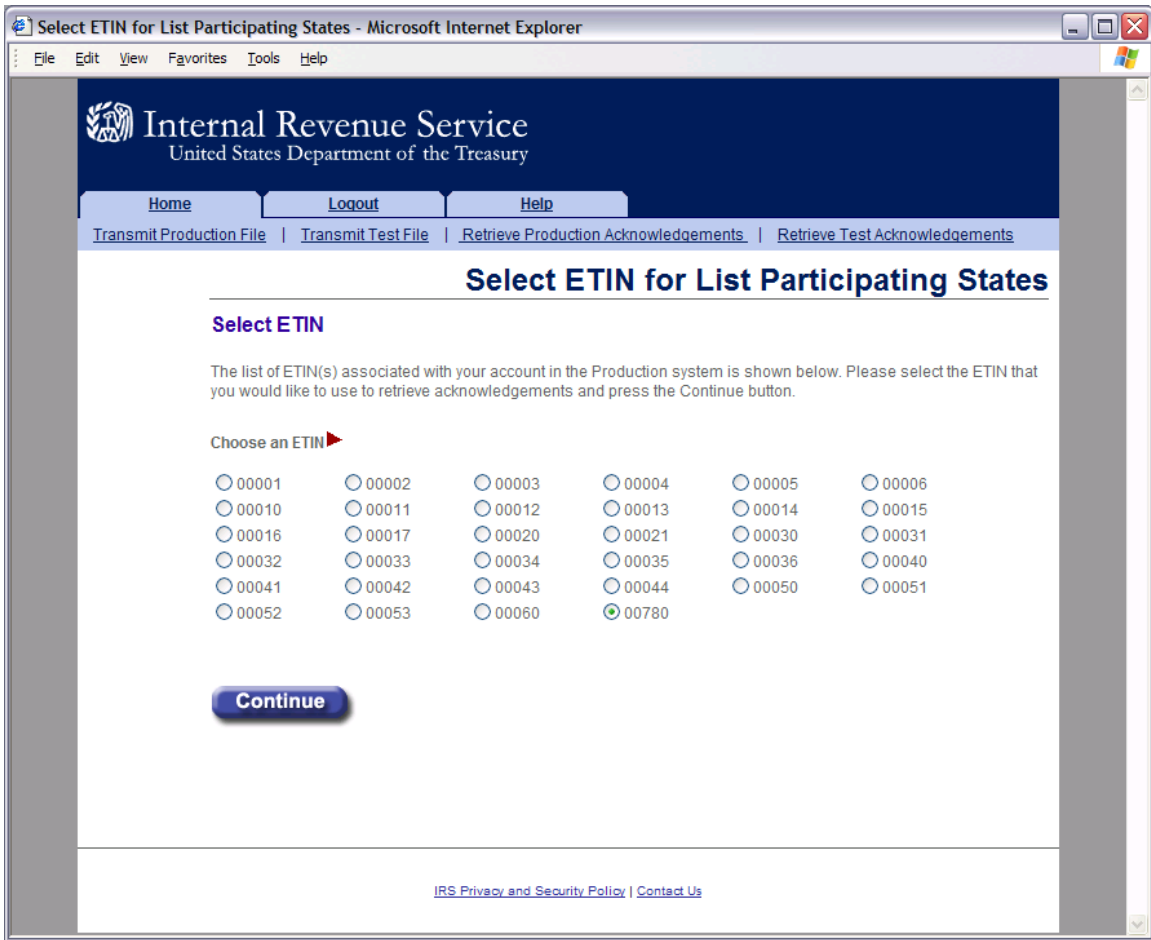 Select ETIN for List Participating States - Microsoft Internet Explorer
File Edit View Favorites Tools Help
Internal Revenue Service
United States Department of the Treasury
Home Logout Help
Transmit Production File | Transmit Test File | Retrieve Production Acknowledgements | Retrieve Test Acknowledgements
Select ETIN for List Participating States
Select ETIN
The list of ETIN(s) associated with your account in the Production system is shown below. Please select the ETIN that
you would like to use to retrieve acknowledgements and press the Continue button.
Choose an ETIN
00001 00002 00003 00004 00005 00006
00010 00011 00012 00013 00014 00015
00016 00017 00020 00021 00030 00031
00032 00033 00034 00035 00036 00040
00041 00042 00043 00044 00050 00051
00052 00053 00060 00780
Continue
IRS Privacy and Security Policy | Contact Us